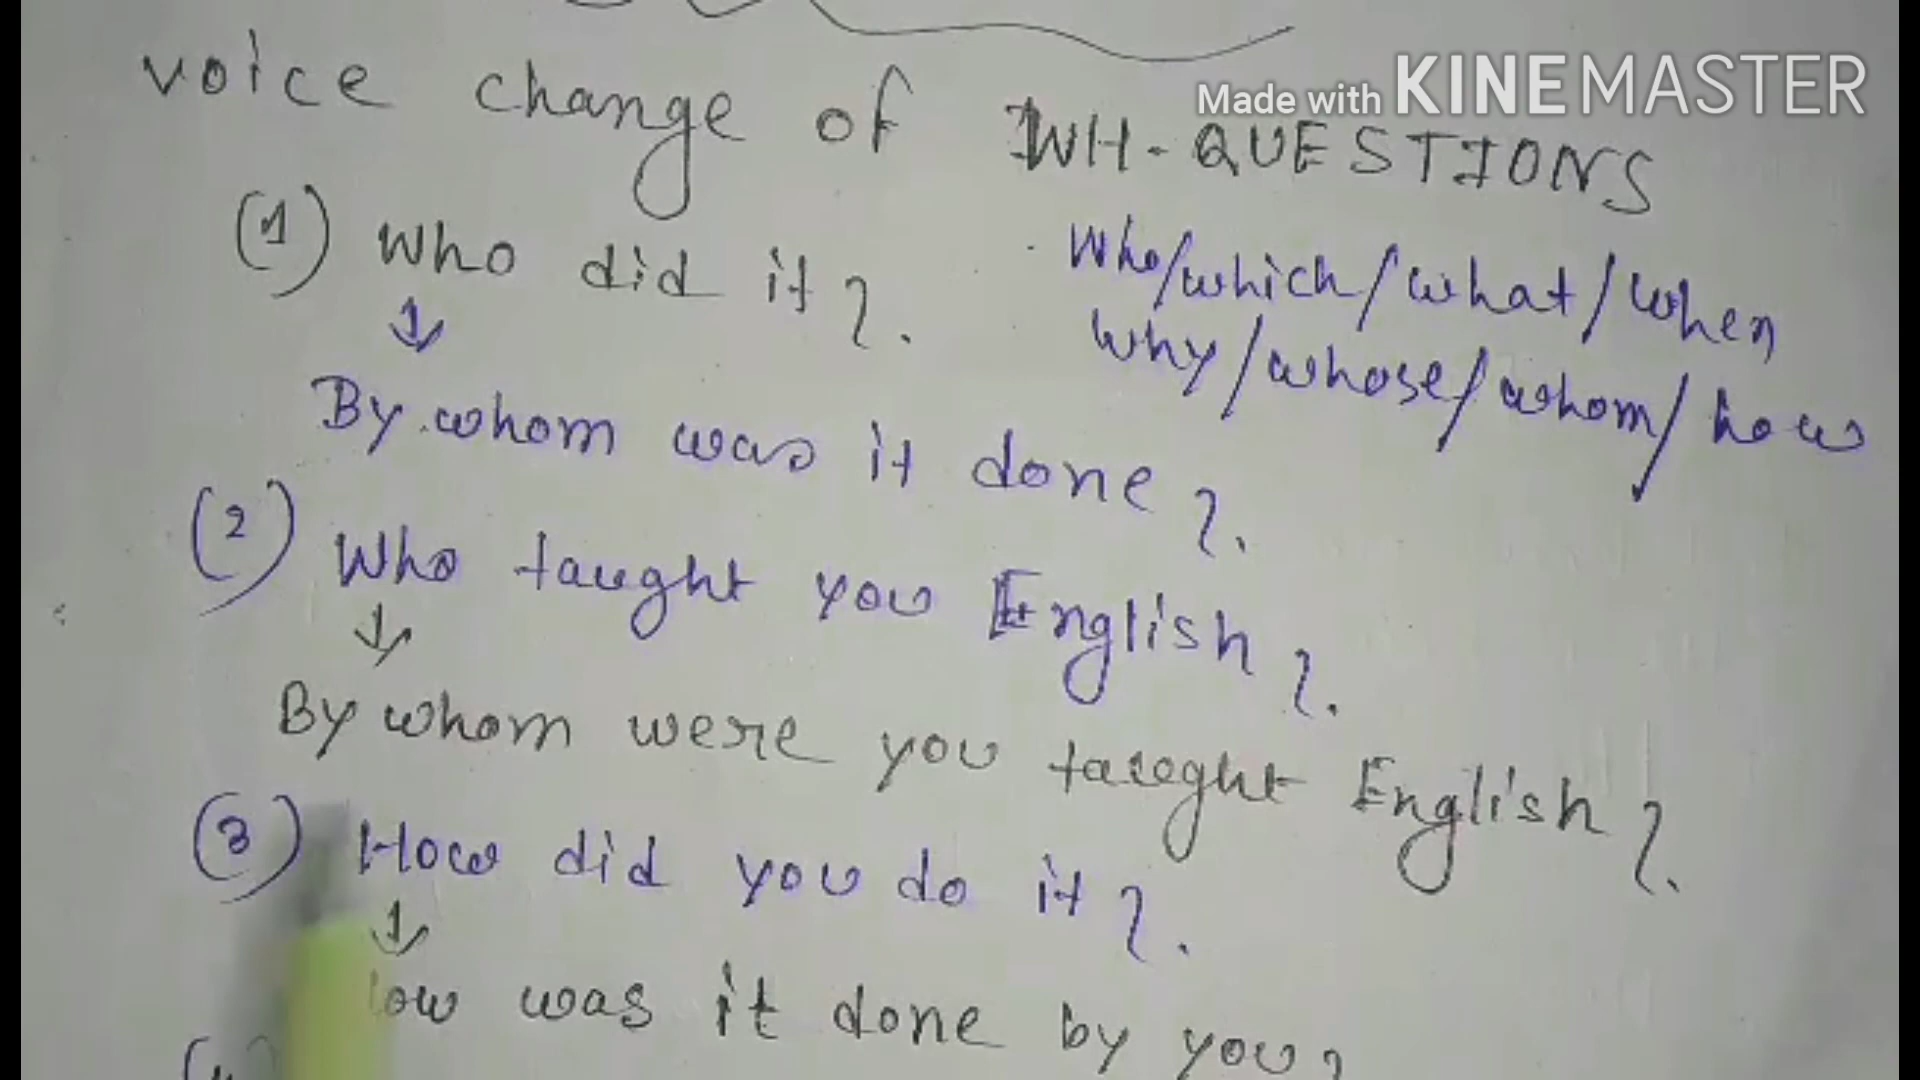 Made with KINEMASTER
voice change of WH-QUESTIONS
(1) Who did it?
Who/which/what/when
why/whose/whom/how
By whom was it done?
(2) Who taught you English?
By whom were you taught English?
(3) How did you do it?
How was it done by you?